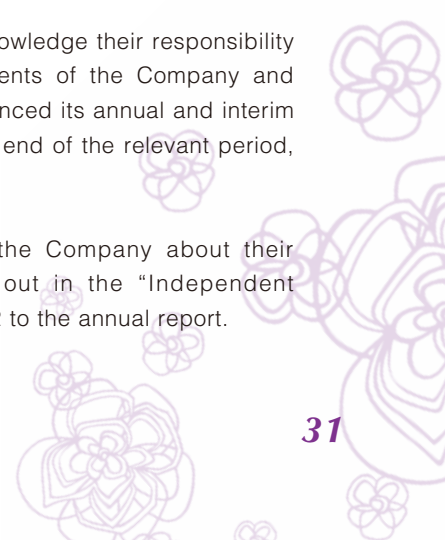 owledge their responsibility
ents of the Company and
nced its annual and interim
end of the relevant period,
the Company about their
out in the “Independent
to the annual report.
31